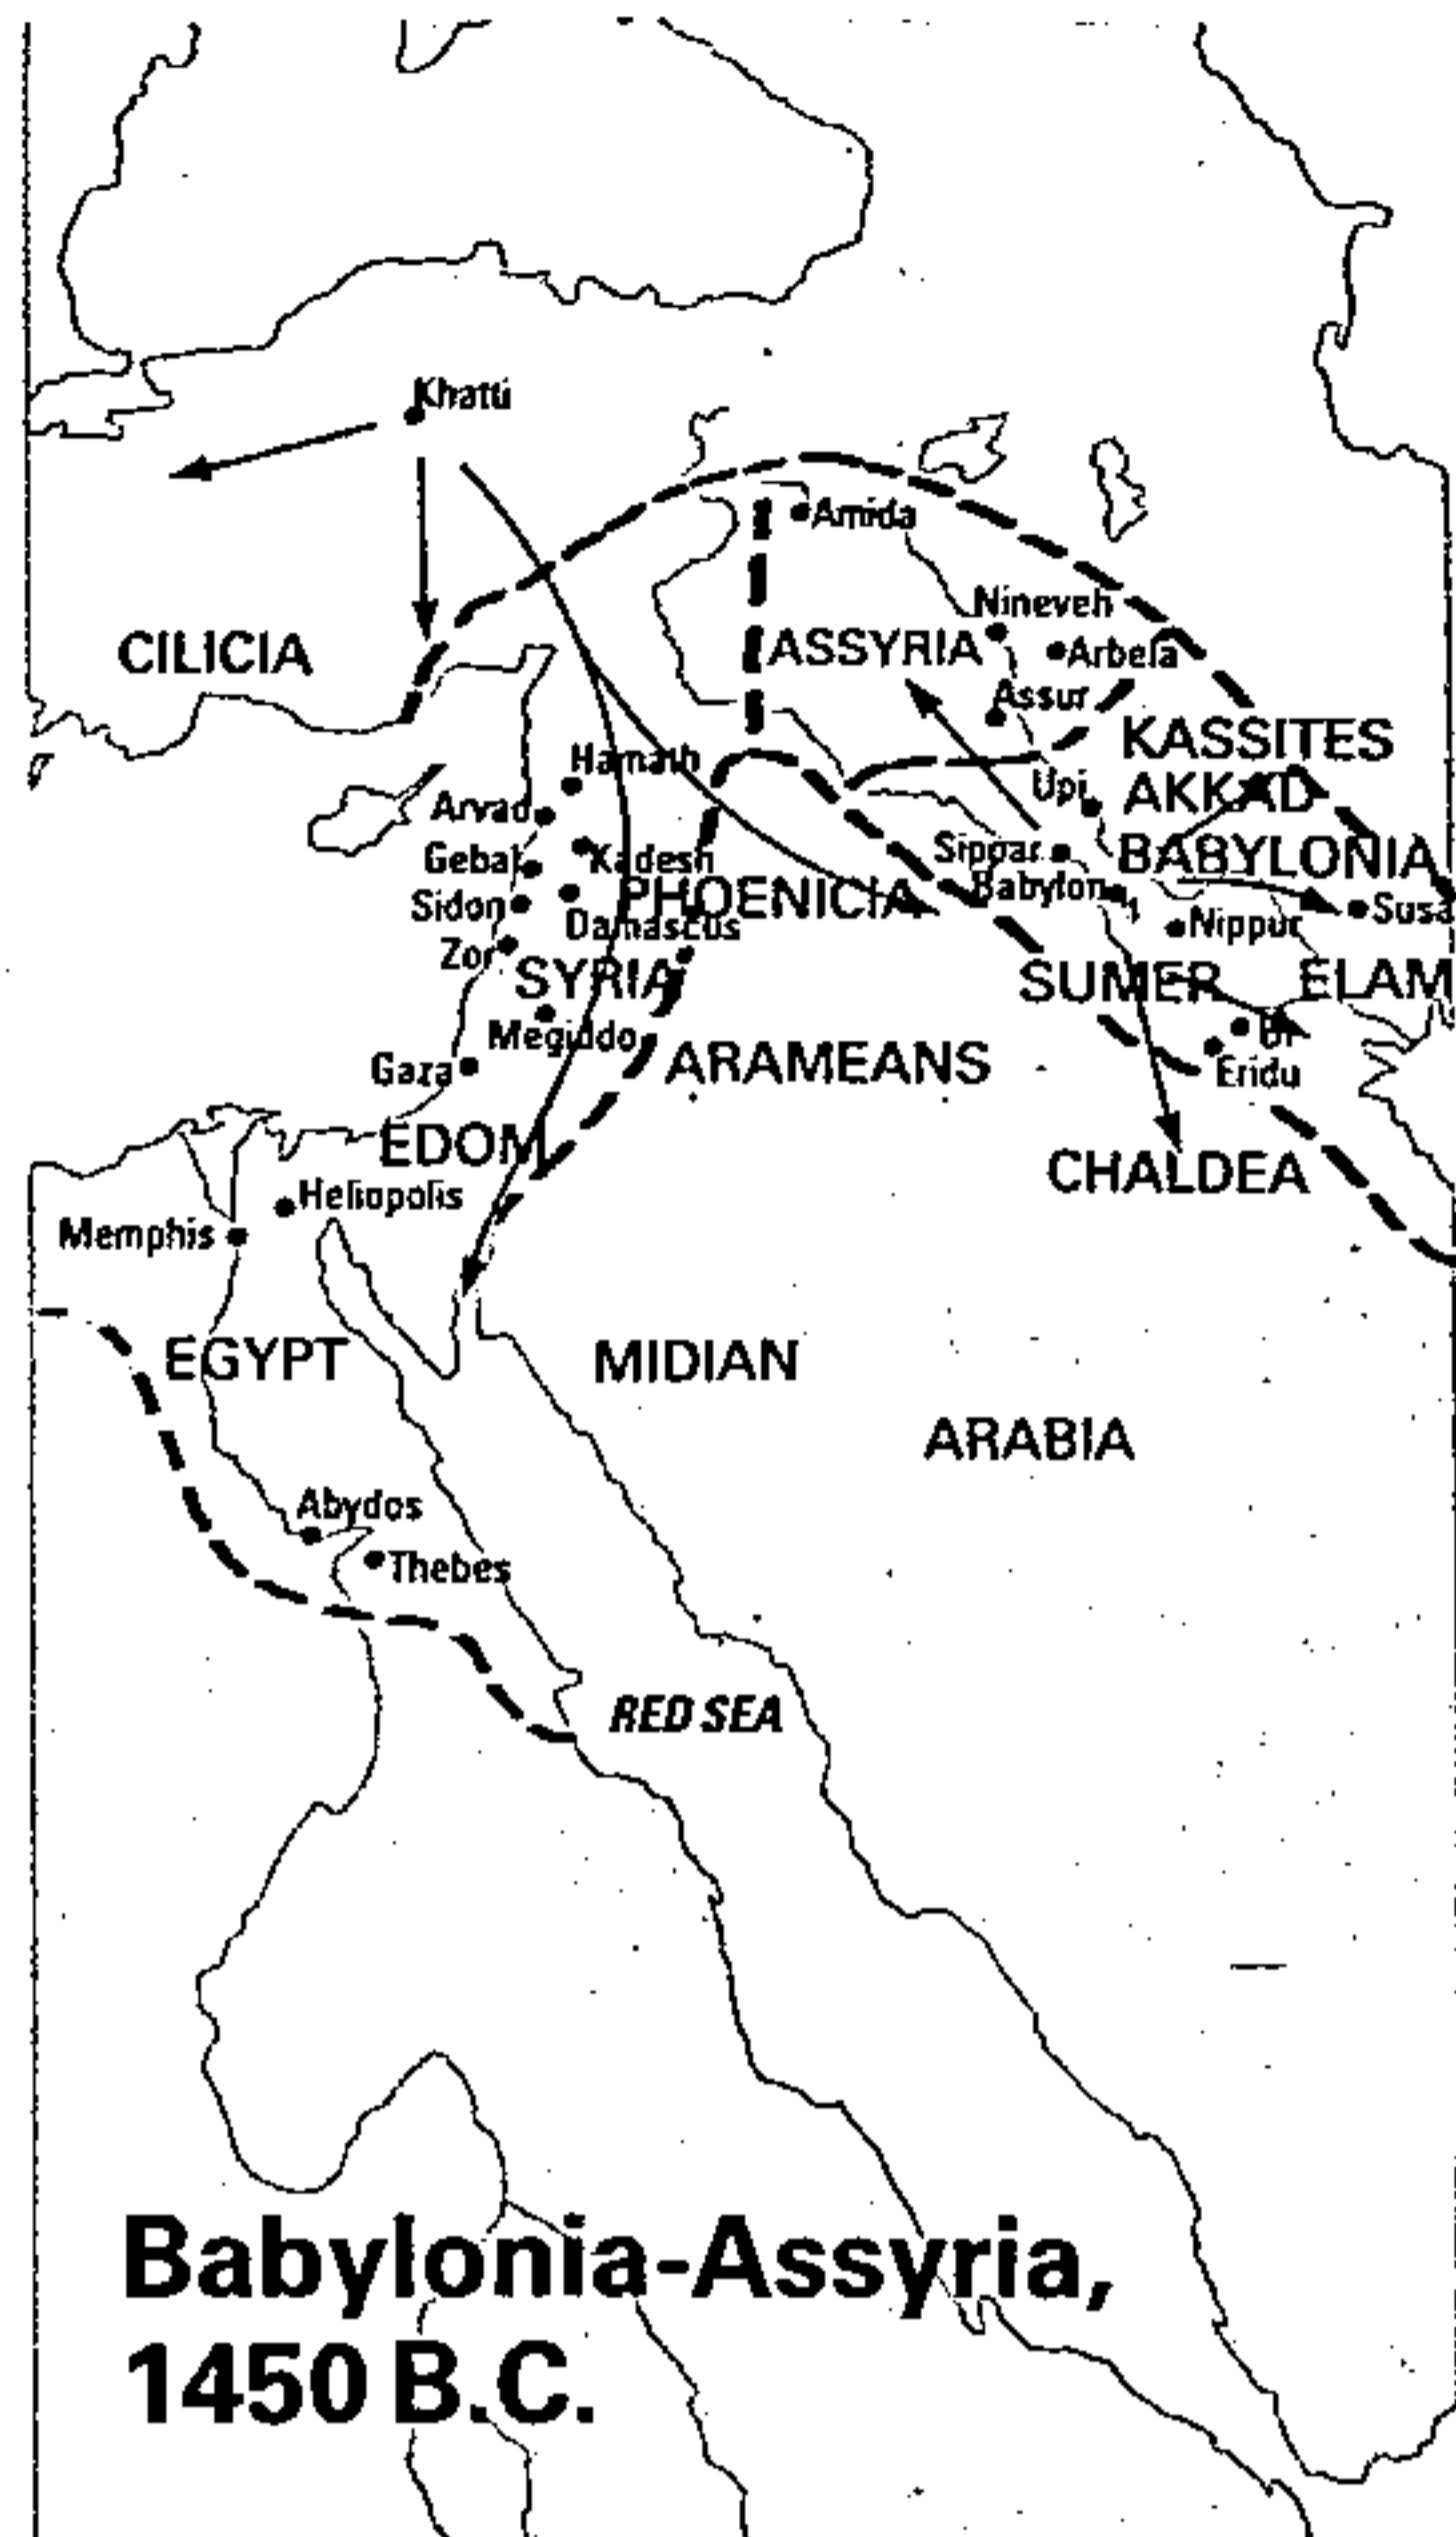 Khatti
Amida
Nineveh
CILICIA
ASSYRIA
Arbela
Assur
KASSITES
Hamath
Upi
AKKAD
Arvad
Gebal
Kadesh
Sippar
BABYLONIA
Sidon
PHOENICIA
Babylon
Susa
Damascus
Nippur
Zor
SYRIA
SUMER
ELAM
Megiddo
Ur
Gaza
ARAMEANS
Eridu
EDOM
CHALDEA
Heliopolis
Memphis
EGYPT
MIDIAN
ARABIA
Abydos
Thebes
RED SEA
Babylonia-Assyria,
1450 B.C.